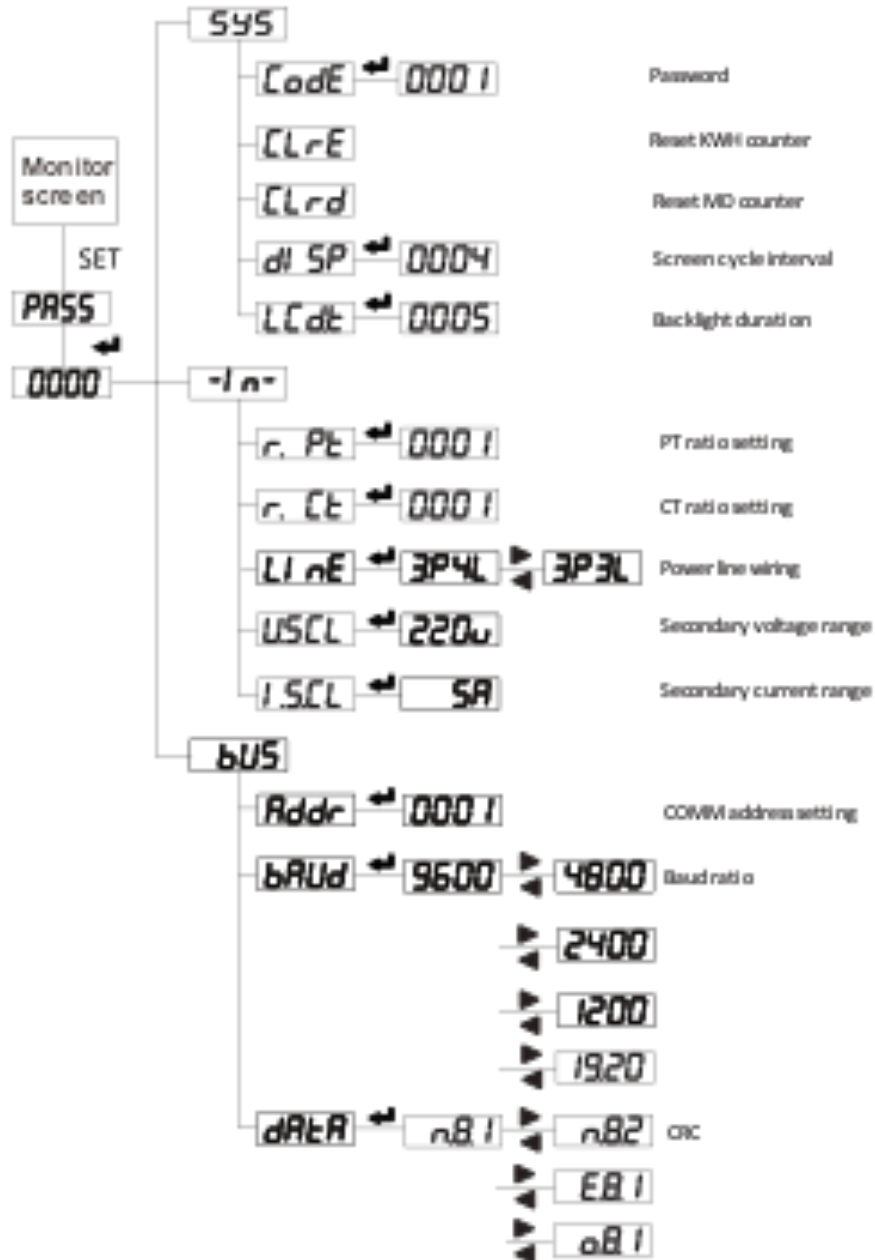 SYS
CodE 0001 Password
CLrE Reset KWH counter
Monitor
screen
CLrd Reset MD counter
SET
dISP 0004 Screen cycle interval
PASS
LCdt 0005 Backlight duration
0000 -In-
r. Pt 0001 PT ratio setting
r. Ct 0001 CT ratio setting
LInE 3P4L 3P3L Power line wiring
U.SCL 220v Secondary voltage range
I.SCL 5A Secondary current range
bUS
Addr 0001 COMM address setting
bAUd 9600 4800 Baud ratio
2400
1200
19.20
dAtA n.8.1 n.8.2 CRC
E.8.1
o.8.1